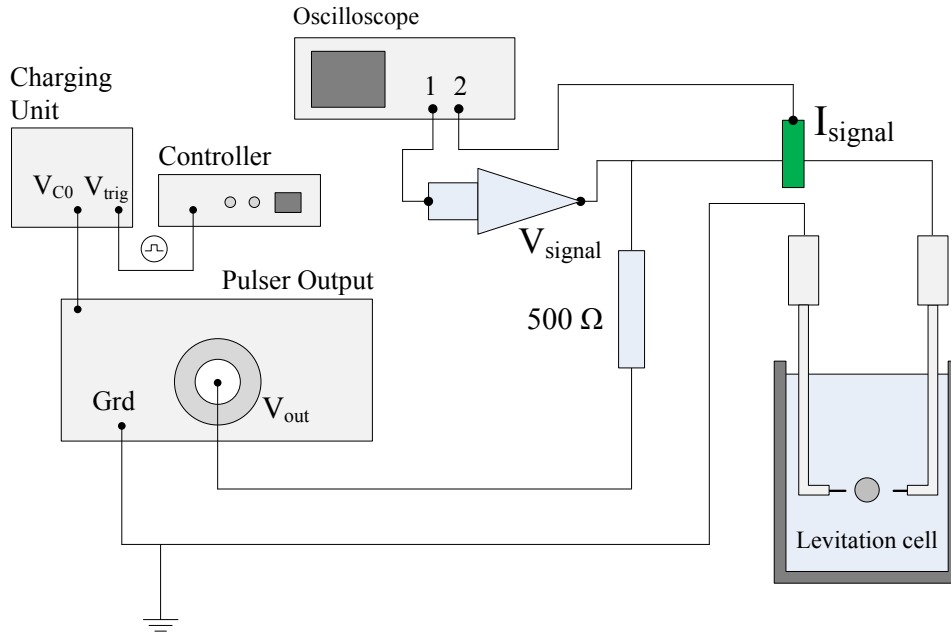 Oscilloscope
1 2
Charging
Unit
V_C0 V_trig
Controller
I_signal
V_signal
Pulser Output
500 Ω
Grd
V_out
Levitation cell